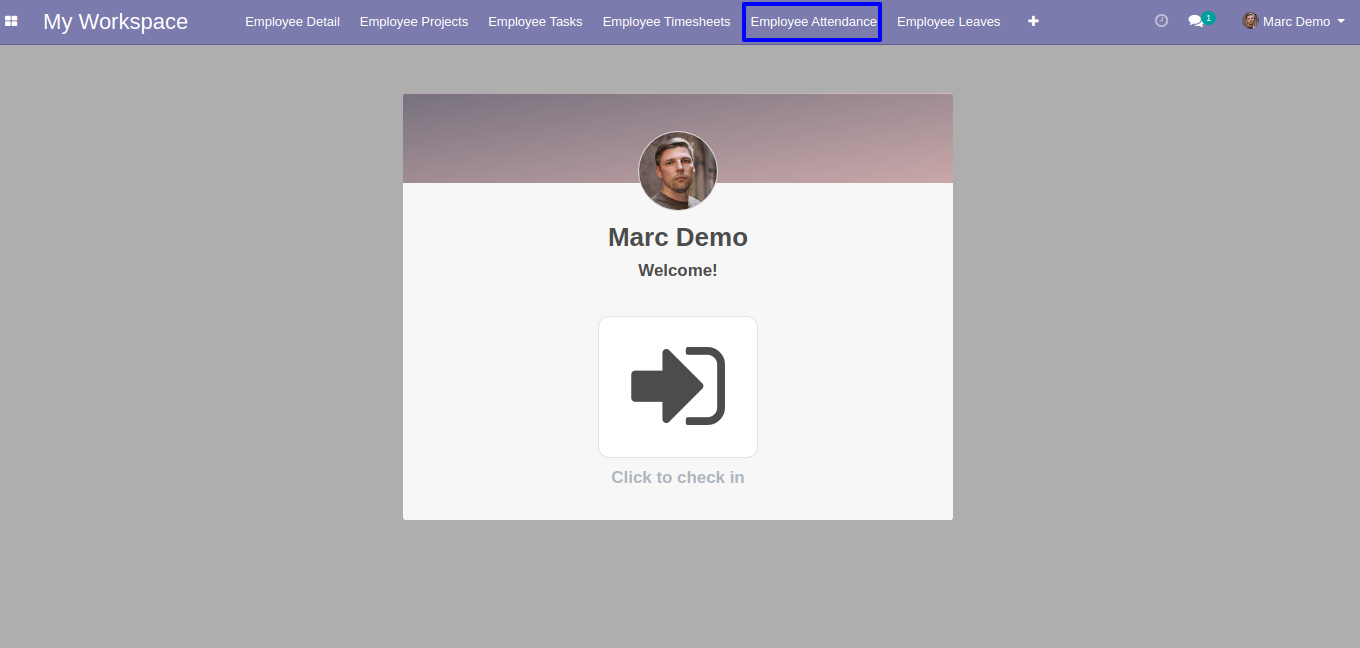 My Workspace Employee Detail Employee Projects Employee Tasks Employee Timesheets Employee Attendance Employee Leaves 1 Marc Demo
Marc Demo
Welcome!
Click to check in